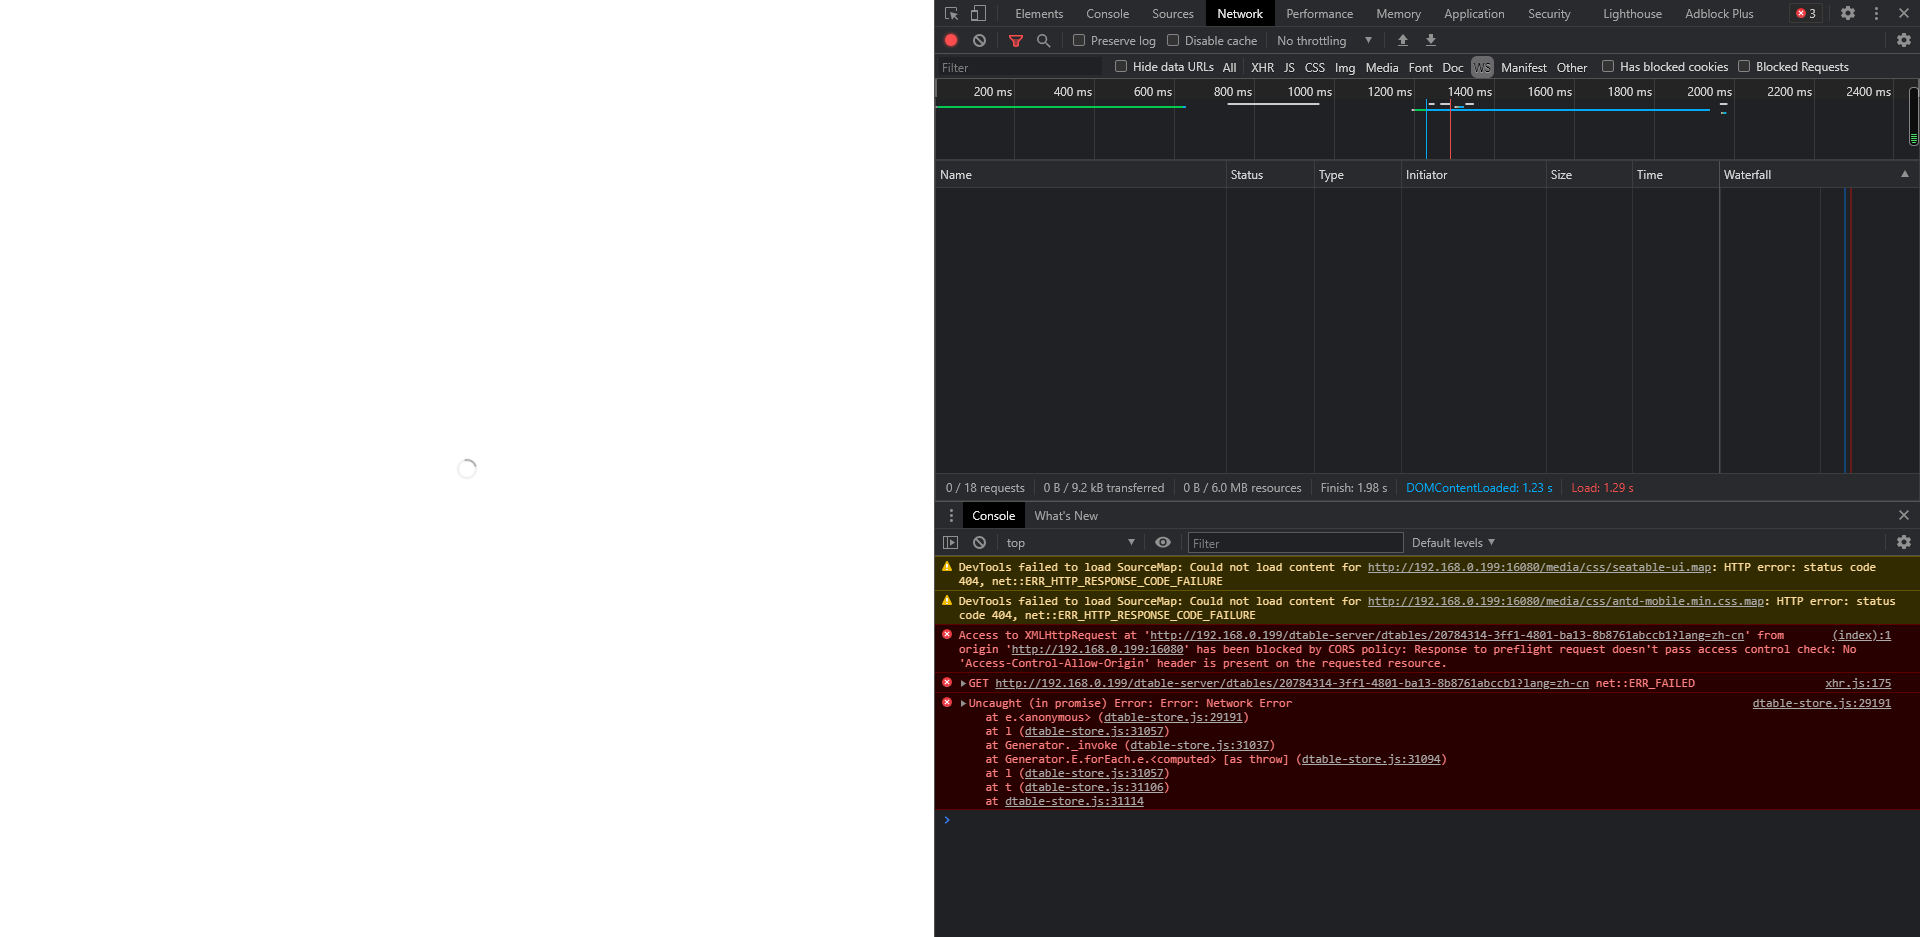 Elements Console Sources Network Performance Memory Application Security Lighthouse Adblock Plus 3
Preserve log Disable cache No throttling
Filter Hide data URLs All XHR JS CSS Img Media Font Doc WS Manifest Other Has blocked cookies Blocked Requests
200 ms 400 ms 600 ms 800 ms 1000 ms 1200 ms 1400 ms 1600 ms 1800 ms 2000 ms 2200 ms 2400 ms
Name Status Type Initiator Size Time Waterfall
0 / 18 requests 0 B / 9.2 kB transferred 0 B / 6.0 MB resources Finish: 1.98 s DOMContentLoaded: 1.23 s Load: 1.29 s
Console What's New
top Filter Default levels
DevTools failed to load SourceMap: Could not load content for http://192.168.0.199:16080/media/css/seatable-ui.map: HTTP error: status code
404, net::ERR_HTTP_RESPONSE_CODE_FAILURE
DevTools failed to load SourceMap: Could not load content for http://192.168.0.199:16080/media/css/antd-mobile.min.css.map: HTTP error: status
code 404, net::ERR_HTTP_RESPONSE_CODE_FAILURE
Access to XMLHttpRequest at 'http://192.168.0.199/dtable-server/dtables/20784314-3ff1-4801-ba13-8b8761abccb1?lang=zh-cn' from (index):1
origin 'http://192.168.0.199:16080' has been blocked by CORS policy: Response to preflight request doesn't pass access control check: No
'Access-Control-Allow-Origin' header is present on the requested resource.
GET http://192.168.0.199/dtable-server/dtables/20784314-3ff1-4801-ba13-8b8761abccb1?lang=zh-cn net::ERR_FAILED xhr.js:175
Uncaught (in promise) Error: Error: Network Error dtable-store.js:29191
at e.<anonymous> (dtable-store.js:29191)
at l (dtable-store.js:31057)
at Generator._invoke (dtable-store.js:31037)
at Generator.E.forEach.e.<computed> [as throw] (dtable-store.js:31094)
at l (dtable-store.js:31057)
at t (dtable-store.js:31106)
at dtable-store.js:31114